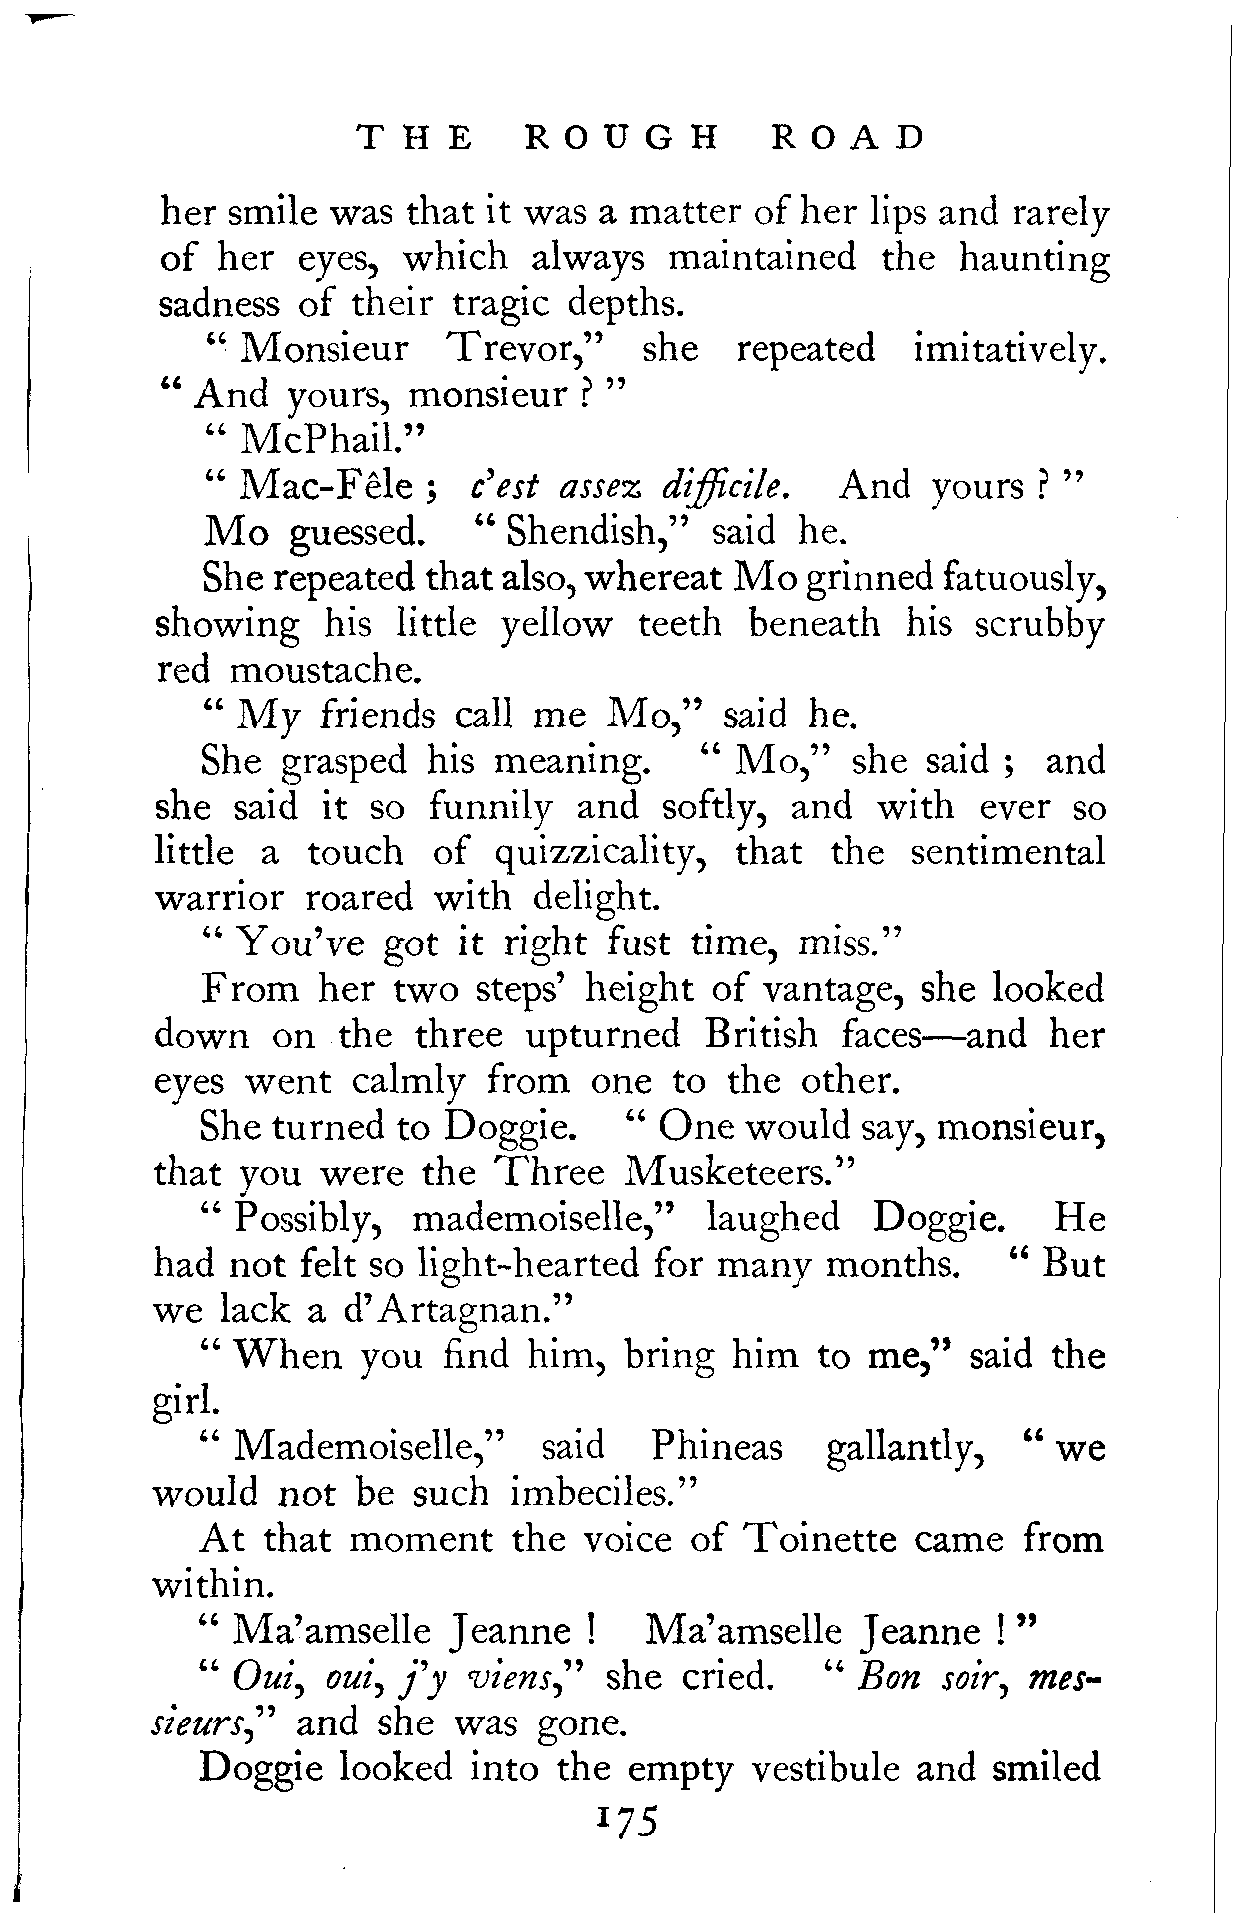 THE ROUGH ROAD
her smile was that it was a matter of her lips and rarely
of her eyes, which always maintained the haunting
sadness of their tragic depths.
“ Monsieur Trevor,” she repeated imitatively.
“ And yours, monsieur ? ”
“ McPhail.”
“ Mac-Fêle ; c’est assez difficile. And yours ? ”
Mo guessed. “ Shendish,” said he.
She repeated that also, whereat Mo grinned fatuously,
showing his little yellow teeth beneath his scrubby
red moustache.
“ My friends call me Mo,” said he.
She grasped his meaning. “ Mo,” she said ; and
she said it so funnily and softly, and with ever so
little a touch of quizzicality, that the sentimental
warrior roared with delight.
“ You’ve got it right fust time, miss.”
From her two steps’ height of vantage, she looked
down on the three upturned British faces—and her
eyes went calmly from one to the other.
She turned to Doggie. “ One would say, monsieur,
that you were the Three Musketeers.”
“ Possibly, mademoiselle,” laughed Doggie. He
had not felt so light-hearted for many months. “ But
we lack a d’Artagnan.”
“ When you find him, bring him to me,” said the
girl.
“ Mademoiselle,” said Phineas gallantly, “ we
would not be such imbeciles.”
At that moment the voice of Toinette came from
within.
“ Ma’amselle Jeanne ! Ma’amselle Jeanne ! ”
“ Oui, oui, j’y viens,” she cried. “ Bon soir, mes-
sieurs,” and she was gone.
Doggie looked into the empty vestibule and smiled
175